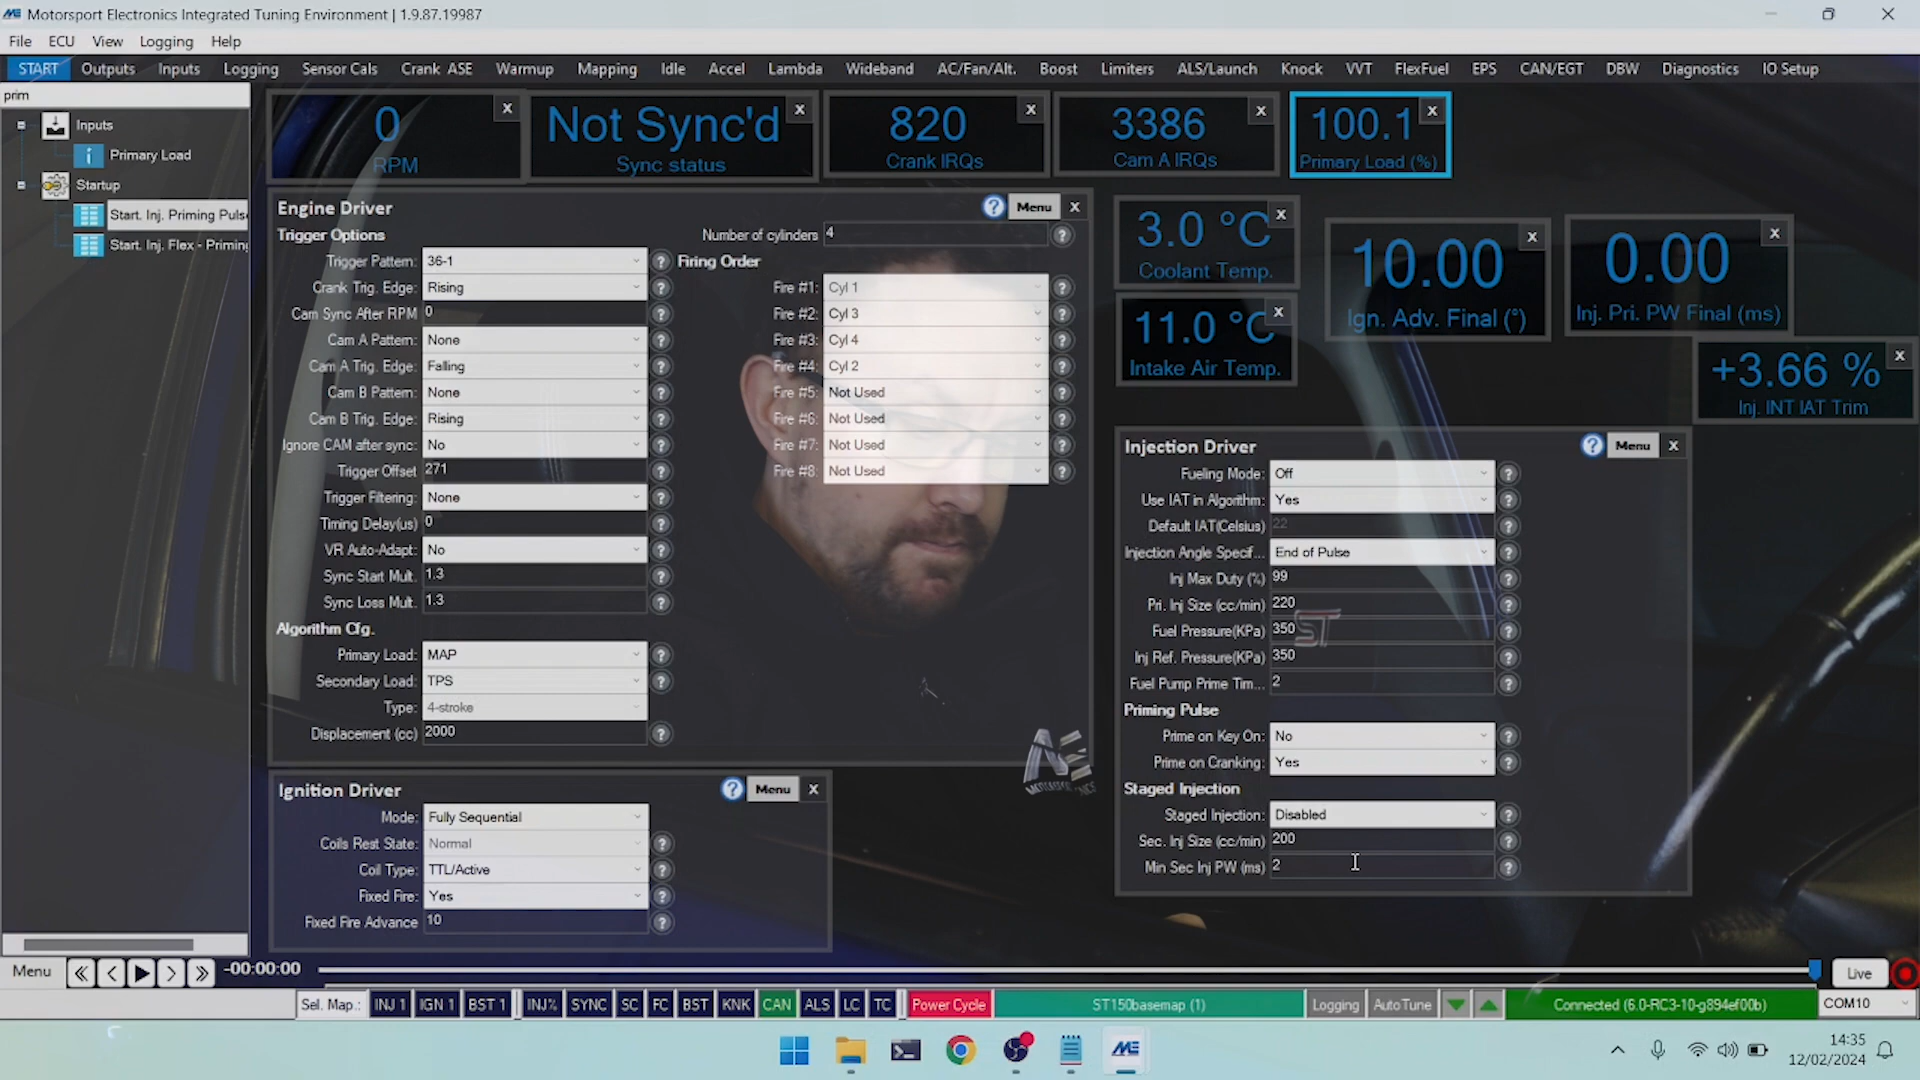 Motorsport Electronics Integrated Tuning Environment | 1.9.87.19987
File ECU View Logging Help
START Outputs Inputs Logging Sensor Cals Crank ASE Warmup Mapping Idle Accel Lambda Wideband AC/Fan/Alt. Boost Limiters ALS/Launch Knock VVT FlexFuel EPS CAN/EGT DBW Diagnostics IO Setup
prim
Inputs
Primary Load
Startup
Start. Inj. Priming Puls
Start. Inj. Flex - Priming
0
RPM
Not Sync'd
Sync status
820
Crank IRQs
3386
Cam A IRQs
100.1
Primary Load (%)
3.0 °C
Coolant Temp.
11.0 °C
Intake Air Temp.
10.00
Ign. Adv. Final (°)
0.00
Inj. Pri. PW Final (ms)
+3.66 %
Inj. INT IAT Trim
Engine Driver Menu
Trigger Options
Trigger Pattern: 36-1
Crank Trig. Edge: Rising
Cam Sync After RPM 0
Cam A Pattern: None
Cam A Trig. Edge: Falling
Cam B Pattern: None
Cam B Trig. Edge: Rising
Ignore CAM after sync: No
Trigger Offset 271
Trigger Filtering: None
Timing Delay(us) 0
VR Auto-Adapt: No
Sync Start Mult. 1.3
Sync Loss Mult. 1.3
Algorithm Cfg.
Primary Load: MAP
Secondary Load: TPS
Type: 4-stroke
Displacement (cc) 2000
Number of cylinders 4
Firing Order
Fire #1: Cyl 1
Fire #2: Cyl 3
Fire #3: Cyl 4
Fire #4: Cyl 2
Fire #5: Not Used
Fire #6: Not Used
Fire #7: Not Used
Fire #8: Not Used
Ignition Driver Menu
Mode: Fully Sequential
Coils Rest State: Normal
Coil Type: TTL/Active
Fixed Fire: Yes
Fixed Fire Advance 10
Injection Driver Menu
Fueling Mode: Off
Use IAT in Algorithm: Yes
Default IAT(Celsius) 22
Injection Angle Specif... End of Pulse
Inj Max Duty (%) 99
Pri. Inj Size (cc/min) 220
Fuel Pressure(KPa) 350
Inj Ref. Pressure(KPa) 350
Fuel Pump Prime Tim... 2
Priming Pulse
Prime on Key On: No
Prime on Cranking: Yes
Staged Injection
Staged Injection: Disabled
Sec. Inj Size (cc/min) 200
Min Sec Inj PW (ms) 2
ST
Menu -00:00:00 Live
Sel. Map.: INJ 1 IGN 1 BST 1 INJ% SYNC SC FC BST KNK CAN ALS LC TC Power Cycle ST150basemap (1) Logging AutoTune Connected (6.0-RC3-10-g894ef00b) COM10
14:35
12/02/2024